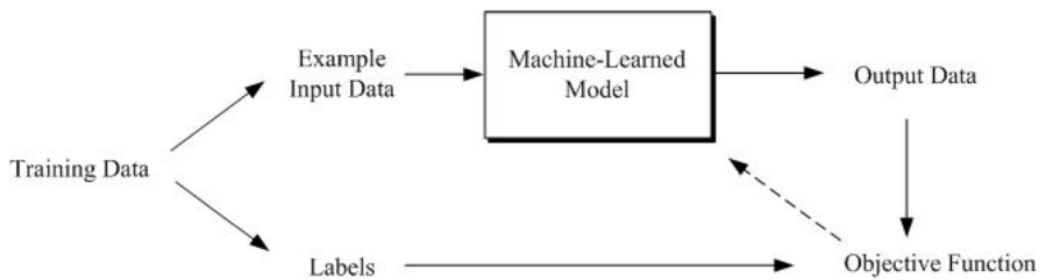 Example
Input Data
Machine-Learned
Model
Output Data
Training Data
Labels
Objective Function